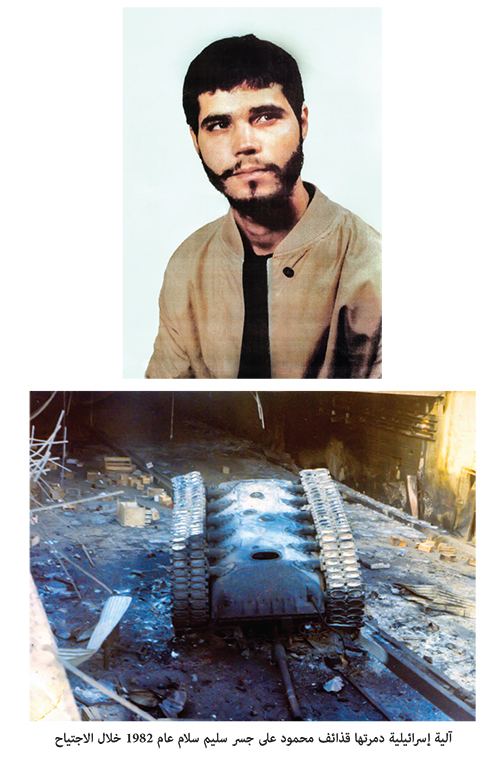 آلية إسرائيلية دمرتها قذائف محمود على جسر سليم سلام عام 1982 خلال الاجتياح